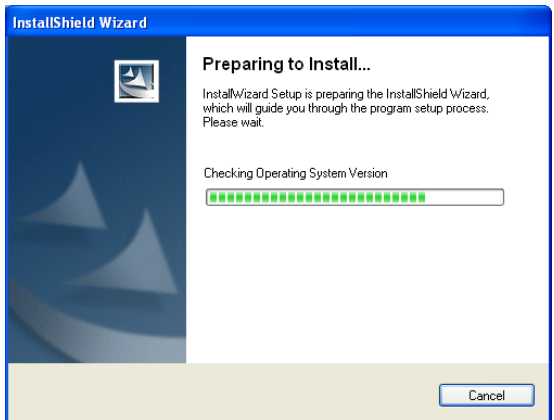 InstallShield Wizard
Preparing to Install...
InstallWizard Setup is preparing the InstallShield Wizard,
which will guide you through the program setup process.
Please wait.
Checking Operating System Version
Cancel